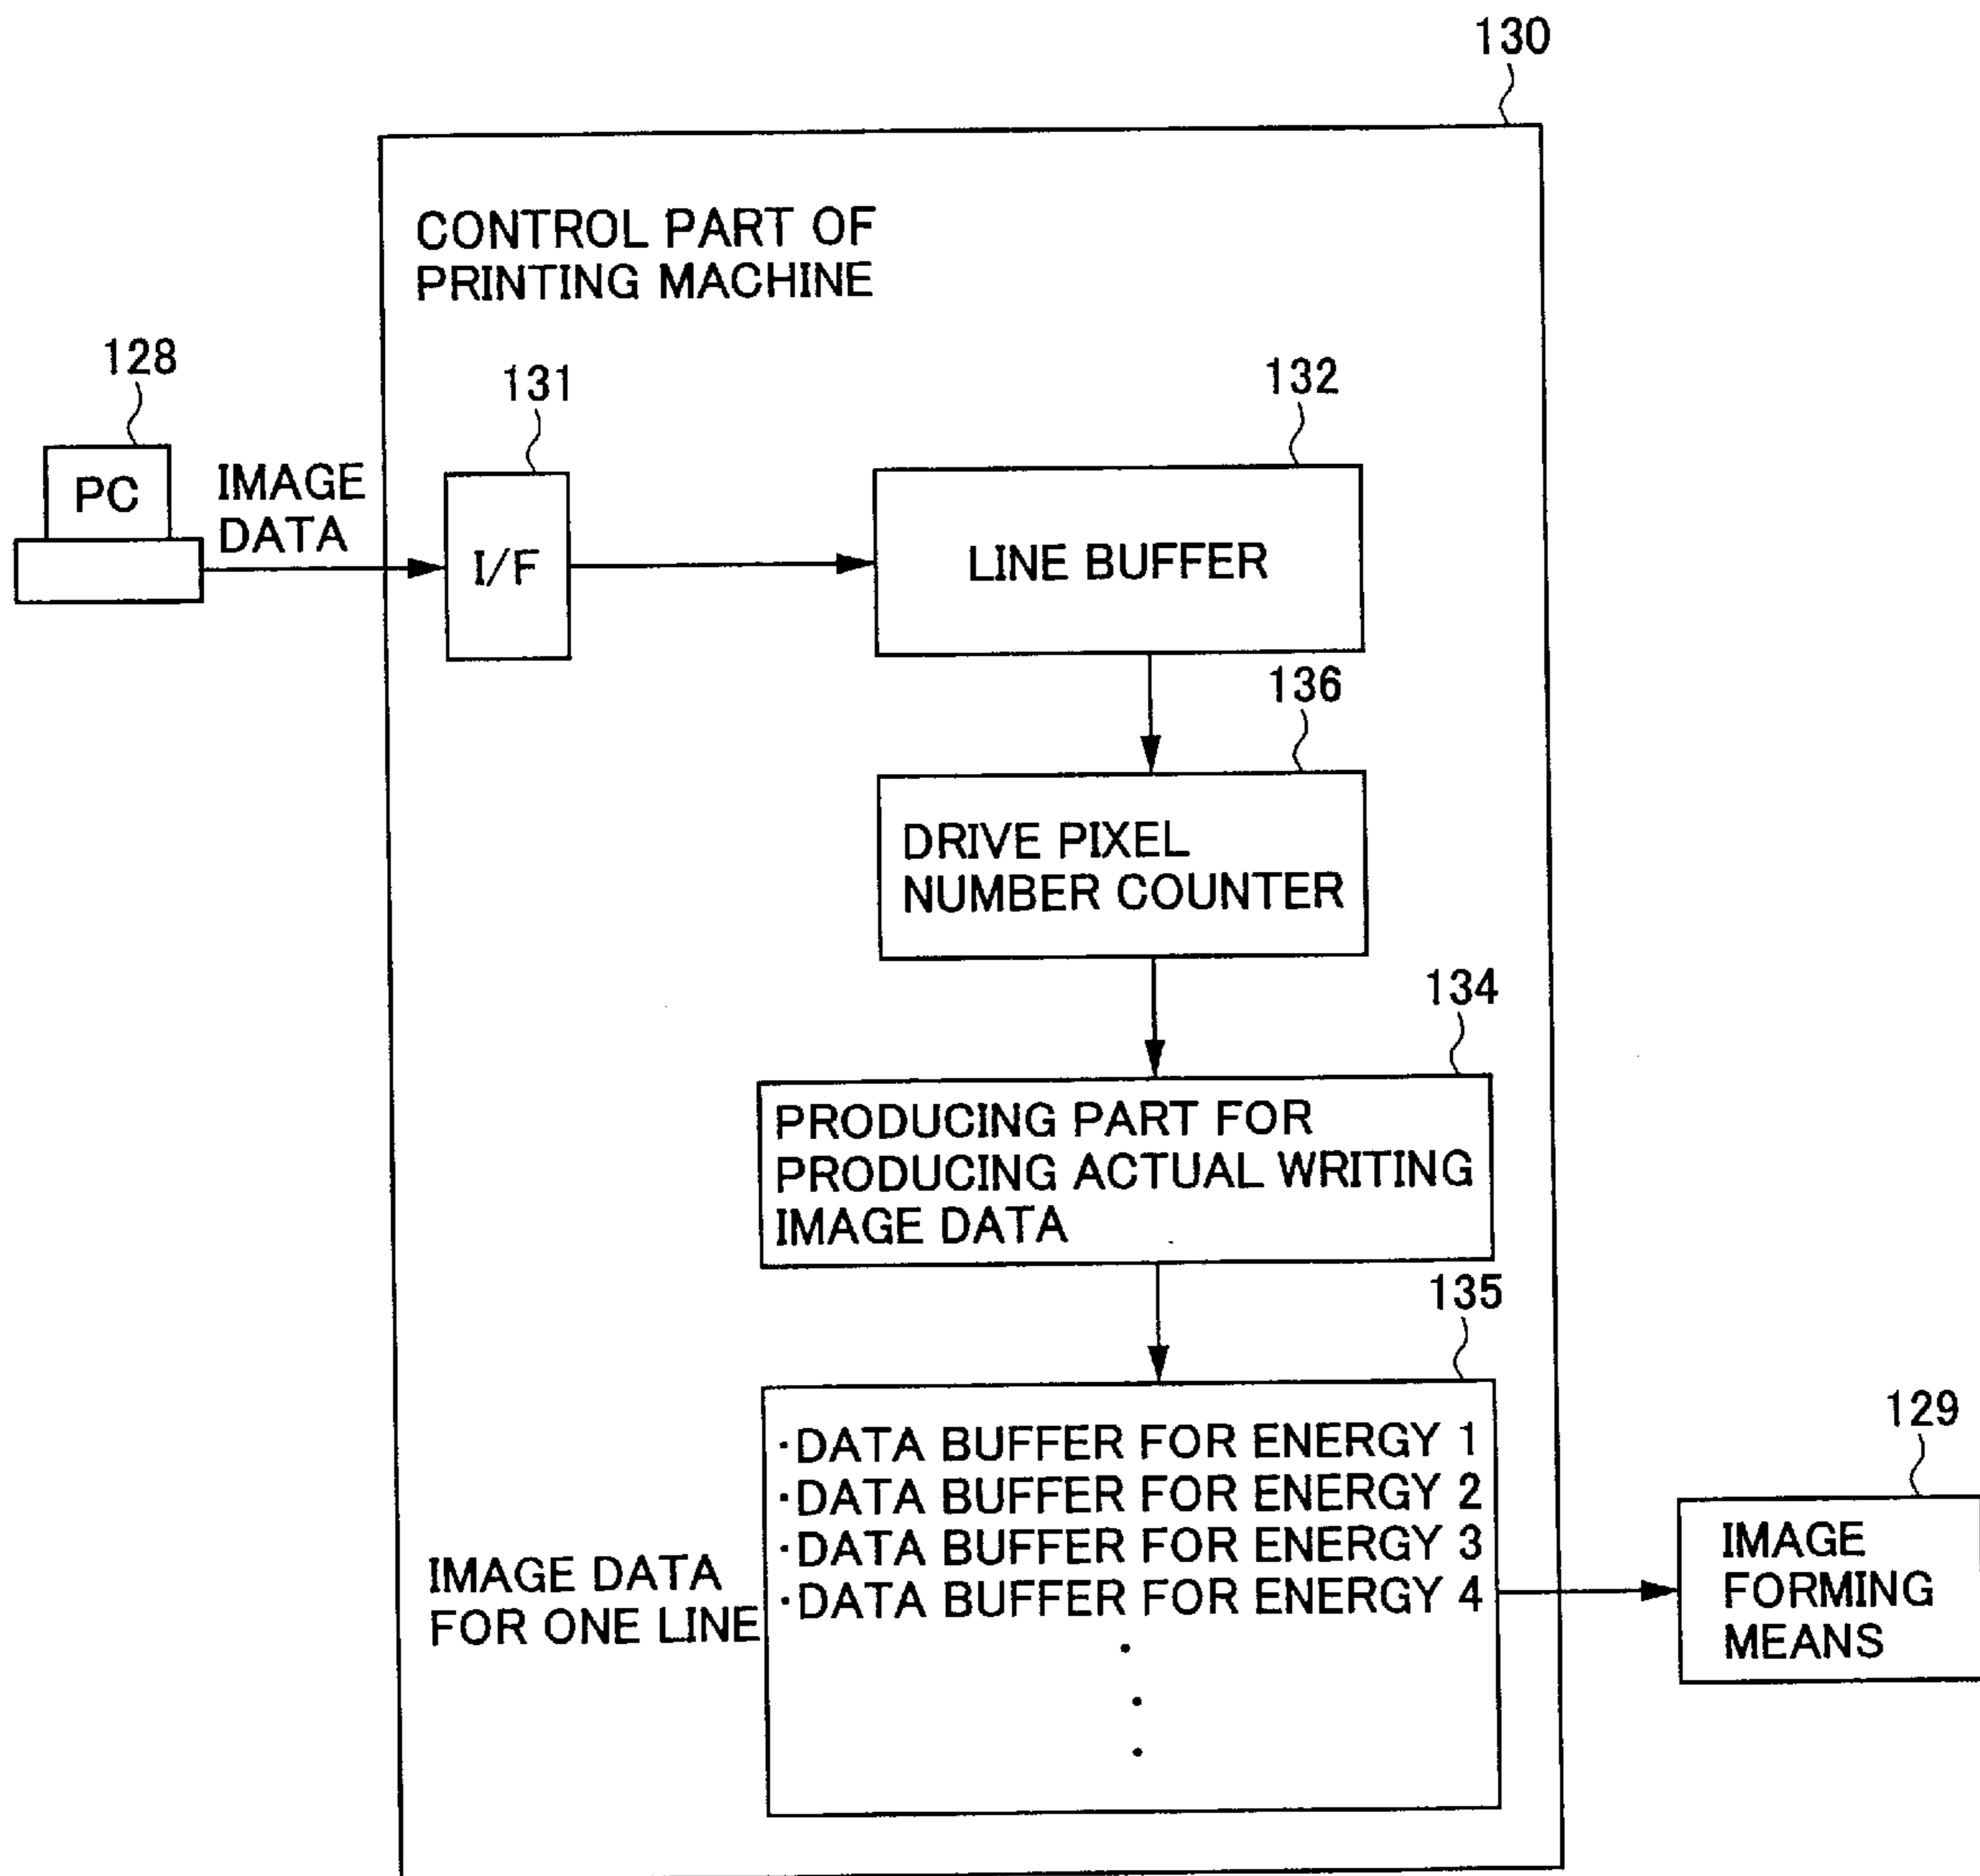 130
CONTROL PART OF
PRINTING MACHINE
128
131
132
PC
IMAGE
DATA
I/F
LINE BUFFER
136
DRIVE PIXEL
NUMBER COUNTER
134
PRODUCING PART FOR
PRODUCING ACTUAL WRITING
IMAGE DATA
135
·DATA BUFFER FOR ENERGY 1
·DATA BUFFER FOR ENERGY 2
·DATA BUFFER FOR ENERGY 3
·DATA BUFFER FOR ENERGY 4
·
·
·
IMAGE DATA
FOR ONE LINE
129
IMAGE
FORMING
MEANS